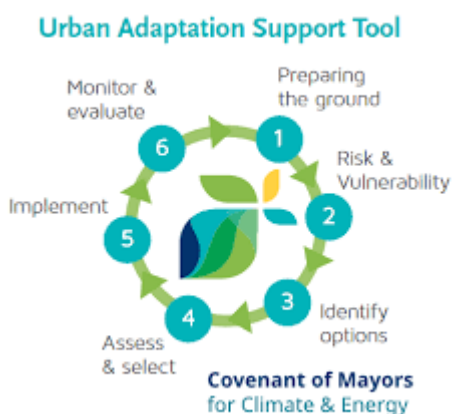 Urban Adaptation Support Tool
Preparing
the ground
1
Risk &
Vulnerability
2
Identify
options
3
Assess
& select
4
Implement
5
Monitor &
evaluate
6
Covenant of Mayors
for Climate & Energy